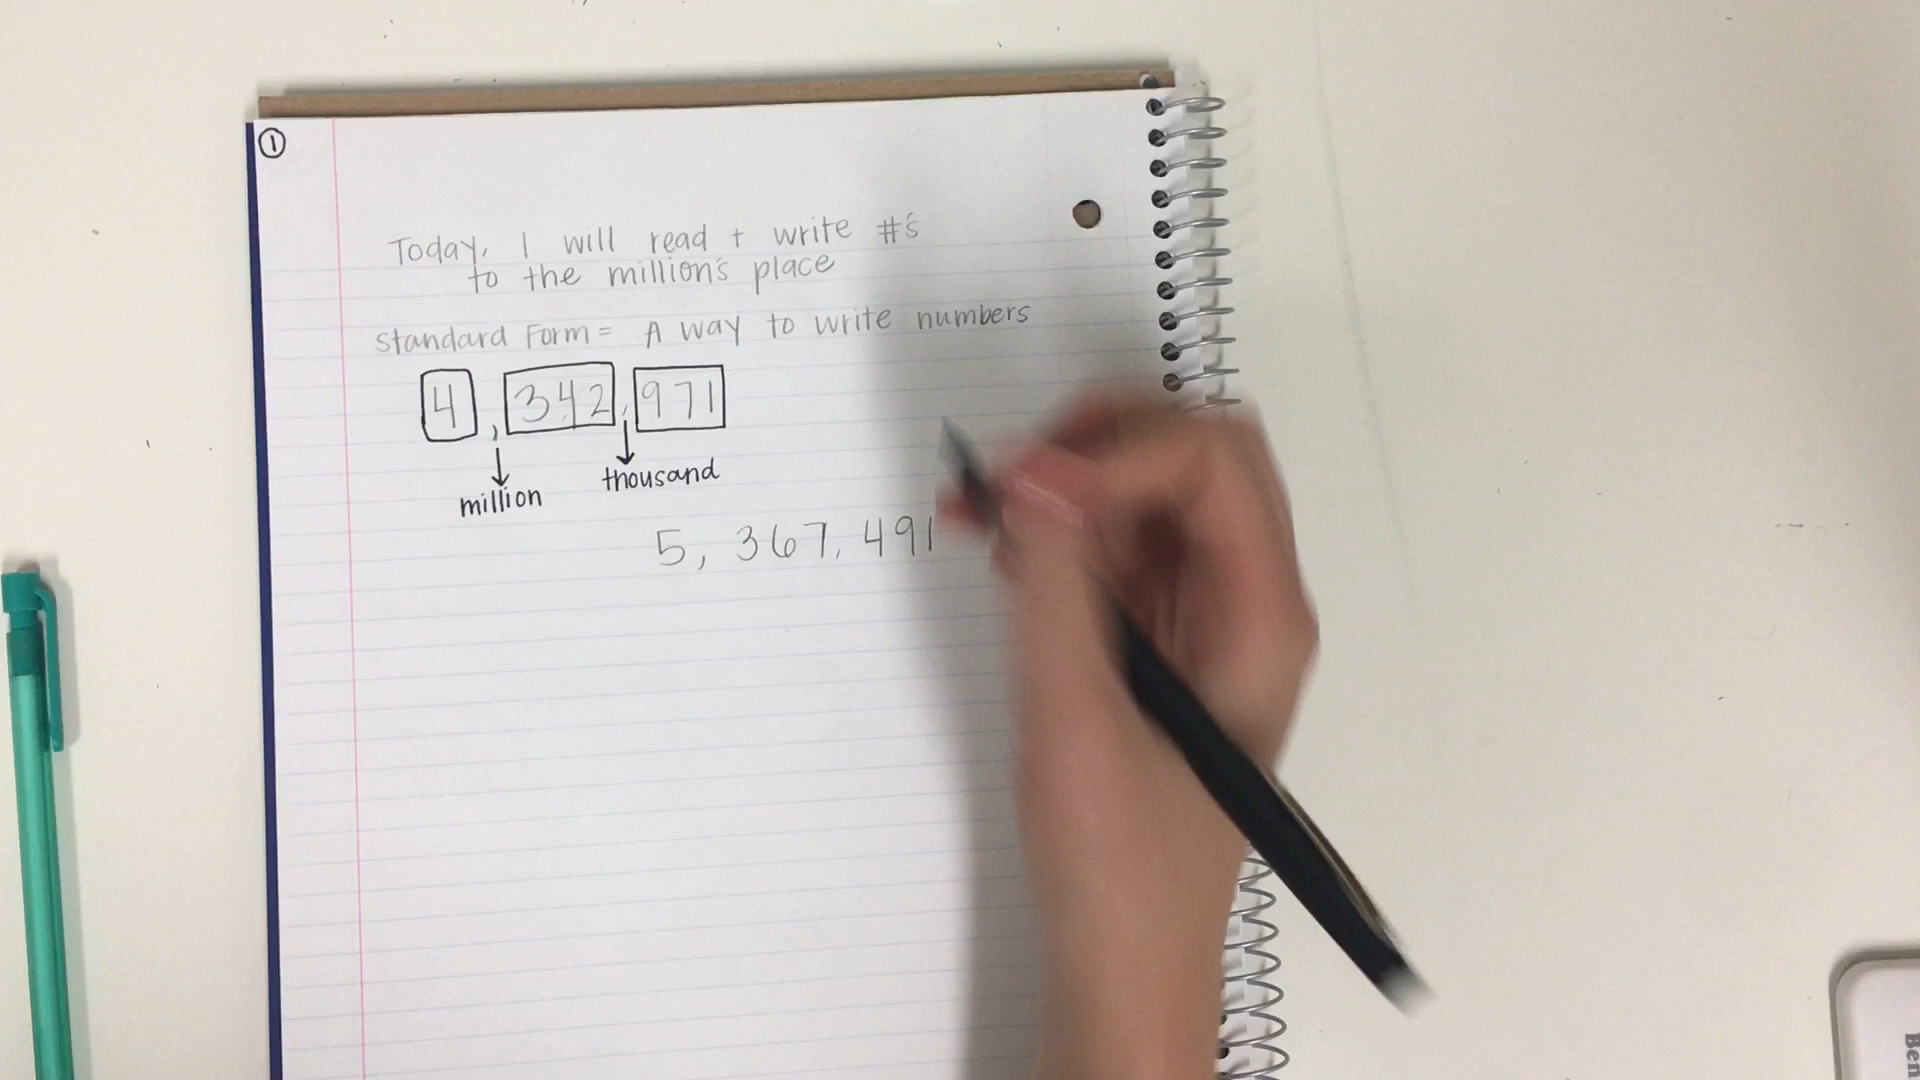 ①
Today, I will read + write #'s
to the million's place
Standard Form = A way to write numbers
4, 342, 971
million thousand
5, 367, 491
Ben